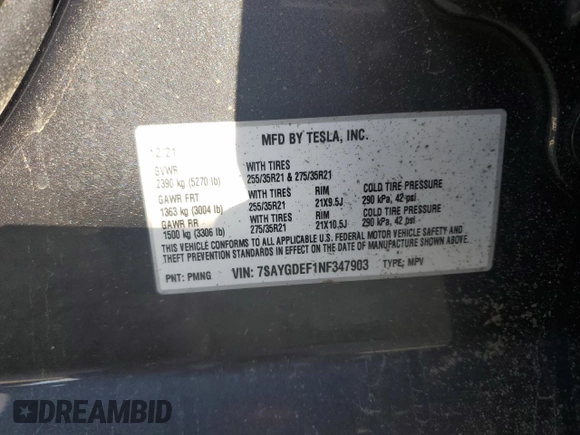 MFD BY TESLA, INC.
12 21
GVWR
2390 kg (5270 lb)
WITH TIRES
255/35R21 & 275/35R21
GAWR FRT
1363 kg (3004 lb)
WITH TIRES
255/35R21
RIM
21X9.5J
COLD TIRE PRESSURE
290 kPa, 42 psi
GAWR RR
1500 kg (3306 lb)
WITH TIRES
275/35R21
RIM
21X10.5J
COLD TIRE PRESSURE
290 kPa, 42 psi
THIS VEHICLE CONFORMS TO ALL APPLICABLE U.S. FEDERAL MOTOR VEHICLE SAFETY AND
THEFT PREVENTION STANDARDS IN EFFECT ON THE DATE OF MANUFACTURE SHOWN ABOVE.
PNT: PMNG VIN: 7SAYGDEF1NF347903 TYPE: MPV
DREAMBID